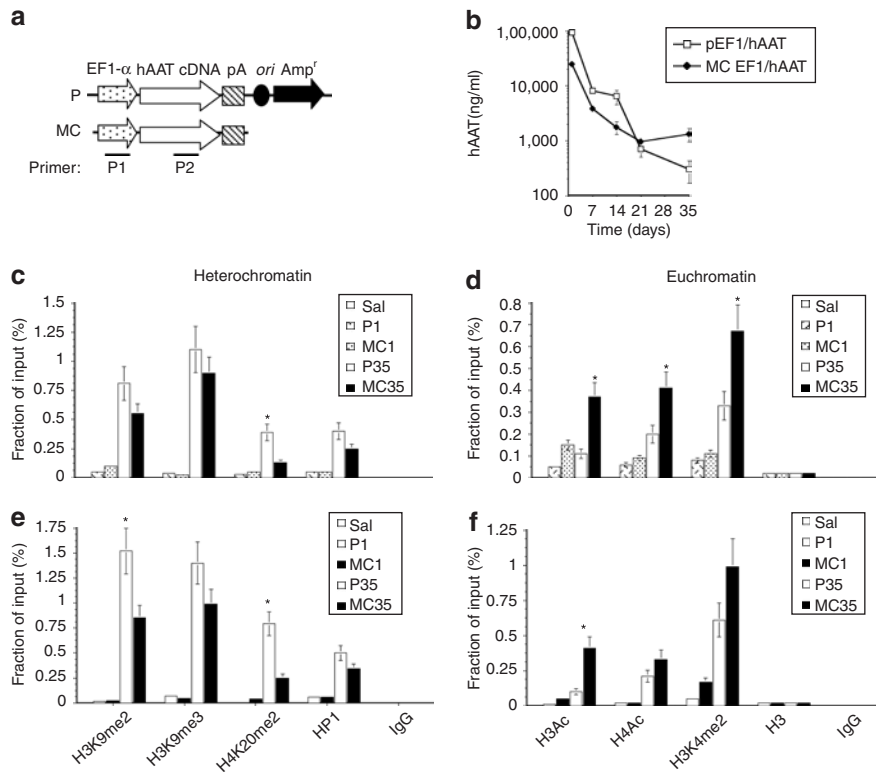 a
EF1-α hAAT cDNA pA ori Ampr
P
MC
Primer: P1 P2
b
1,00,000
10,000
1,000
100
hAAT(ng/ml)
0 7 14 21 28 35
Time (days)
pEF1/hAAT
MC EF1/hAAT
c
Heterochromatin
1.5
1.25
1
0.75
0.5
0.25
0
Fraction of input (%)
Sal
P1
MC1
P35
MC35
*
d
Euchromatin
0.8
0.7
0.6
0.5
0.4
0.3
0.2
0.1
0
Fraction of input (%)
Sal
P1
MC1
P35
MC35
* * *
e
1.75
1.5
1.25
1
0.75
0.5
0.25
0
Fraction of input (%)
Sal
P1
MC1
P35
MC35
* *
H3K9me2 H3K9me3 H4K20me2 HP1 IgG
f
1.25
1
0.75
0.5
0.25
0
Fraction of input (%)
Sal
P1
MC1
P35
MC35
*
H3Ac H4Ac H3K4me2 H3 IgG